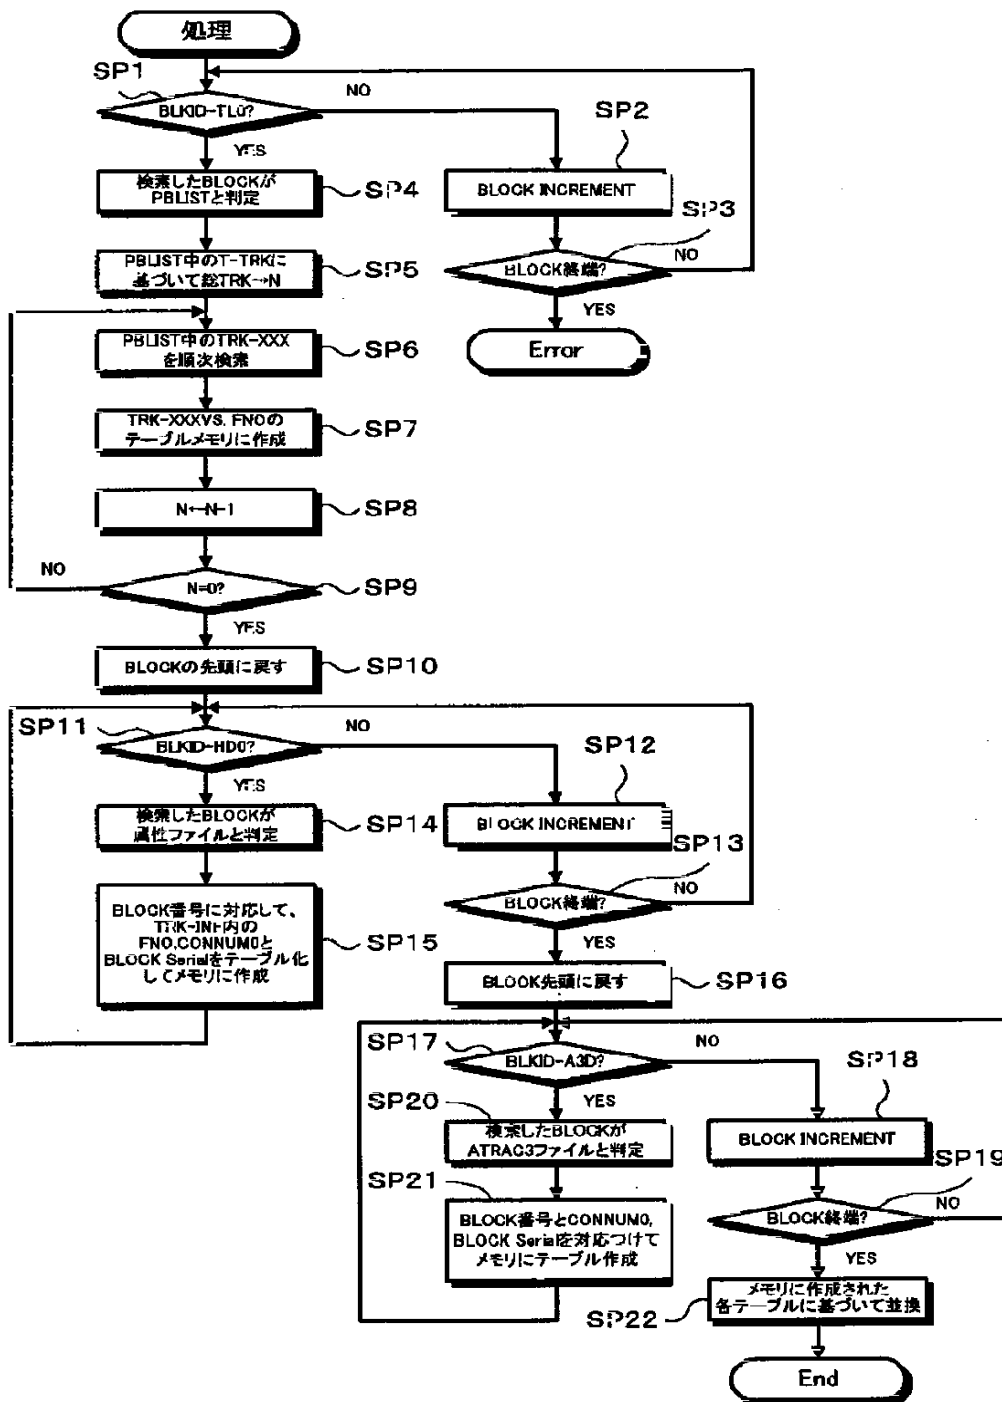 処理
SP1
BLKID-TL0?
NO
YES
SP2
BLOCK INCREMENT
SP3
BLOCK終端?
NO
YES
Error
検索したBLOCKが
PBLISTと判定
SP4
PBLIST中のT-TRKに
基づいて総TRK→N
SP5
PBLIST中のTRK-XXX
を順次検索
SP6
TRK-XXXVS. FNOの
テーブルメモリに作成
SP7
N←N-1
SP8
N=0?
SP9
NO
YES
BLOCKの先頭に戻す
SP10
SP11
BLKID-HD0?
NO
YES
SP12
BLOCK INCREMENT
SP13
BLOCK終端?
NO
YES
検索したBLOCKが
属性ファイルと判定
SP14
BLOCK番号に対応して、
TRK-INF内の
FNO,CONNUM0と
BLOCK Serialをテーブル化
してメモリに作成
SP15
BLOCK先頭に戻す
SP16
SP17
BLKID-A3D?
NO
YES
SP18
BLOCK INCREMENT
SP19
BLOCK終端?
NO
YES
SP20
検索したBLOCKが
ATRAC3ファイルと判定
SP21
BLOCK番号とCONNUM0,
BLOCK Serialを対応つけて
メモリにテーブル作成
メモリに作成された
各テーブルに基づいて並換
SP22
End